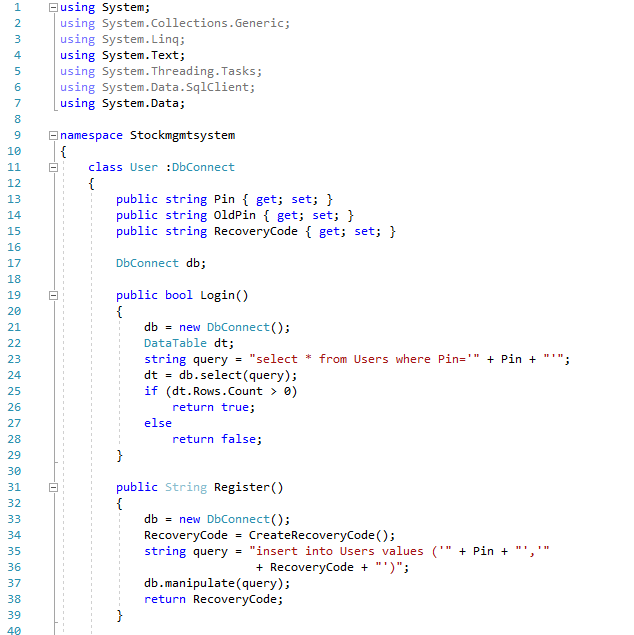 1 using System;
2 using System.Collections.Generic;
3 using System.Linq;
4 using System.Text;
5 using System.Threading.Tasks;
6 using System.Data.SqlClient;
7 using System.Data;
8
9 namespace Stockmgmtsystem
10 {
11 class User :DbConnect
12 {
13 public string Pin { get; set; }
14 public string OldPin { get; set; }
15 public string RecoveryCode { get; set; }
16
17 DbConnect db;
18
19 public bool Login()
20 {
21 db = new DbConnect();
22 DataTable dt;
23 string query = "select * from Users where Pin='" + Pin + "'";
24 dt = db.select(query);
25 if (dt.Rows.Count > 0)
26 return true;
27 else
28 return false;
29 }
30
31 public String Register()
32 {
33 db = new DbConnect();
34 RecoveryCode = CreateRecoveryCode();
35 string query = "insert into Users values ('" + Pin + "','"
36 + RecoveryCode + "')";
37 db.manipulate(query);
38 return RecoveryCode;
39 }
40